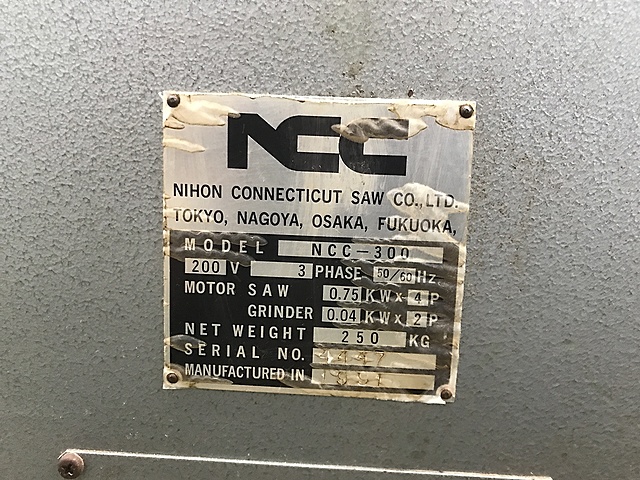 NCC
NIHON CONNECTICUT SAW CO.,LTD.
TOKYO, NAGOYA, OSAKA, FUKUOKA,
MODEL NCC-300
200 V 3 PHASE 50/60 Hz
MOTOR SAW 0.75 KW x 4 P
GRINDER 0.04 KW x 2 P
NET WEIGHT 250 KG
SERIAL NO.
MANUFACTURED IN